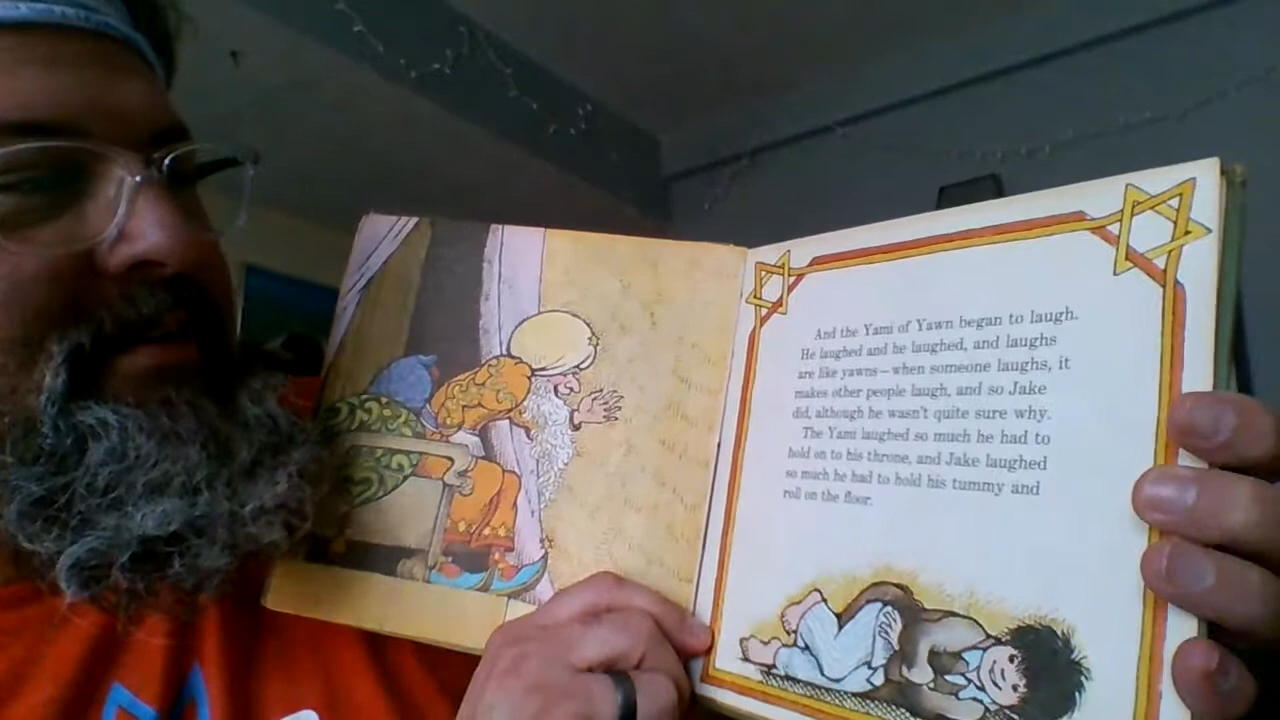 And the Yami of Yawn began to laugh.
He laughed and he laughed, and laughs
are like yawns—when someone laughs, it
makes other people laugh, and so Jake
did, although he wasn't quite sure why.
The Yami laughed so much he had to
hold on to his throne, and Jake laughed
so much he had to hold his tummy and
roll on the floor.